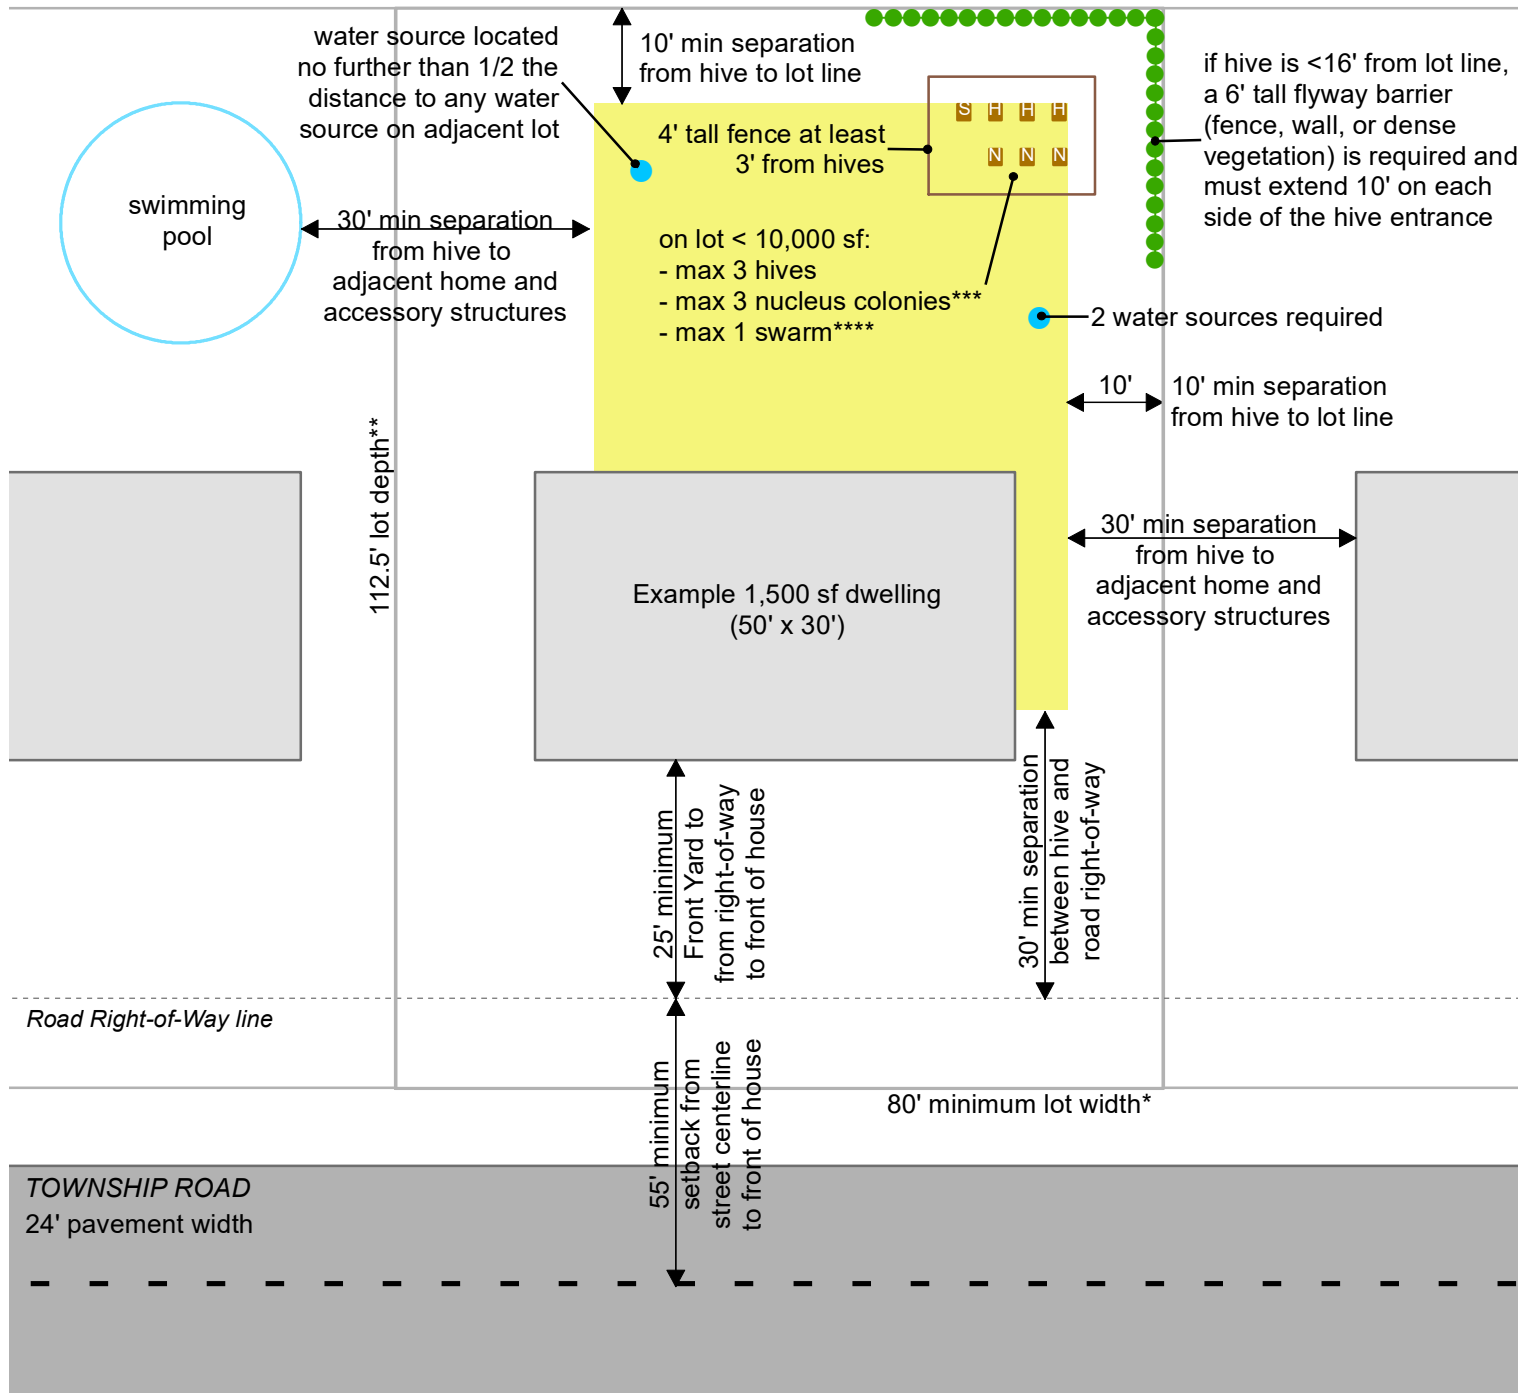 water source located
no further than 1/2 the
distance to any water
source on adjacent lot
10' min separation
from hive to lot line
if hive is <16' from lot line,
a 6' tall flyway barrier
(fence, wall, or dense
vegetation) is required and
must extend 10' on each
side of the hive entrance
S H H H
N N N
4' tall fence at least
3' from hives
swimming
pool
30' min separation
from hive to
adjacent home and
accessory structures
on lot < 10,000 sf:
- max 3 hives
- max 3 nucleus colonies***
- max 1 swarm****
2 water sources required
10'
10' min separation
from hive to lot line
112.5' lot depth**
Example 1,500 sf dwelling
(50' x 30')
30' min separation
from hive to
adjacent home and
accessory structures
25' minimum
Front Yard to
from right-of-way
to front of house
30' min separation
between hive and
road right-of-way
Road Right-of-Way line
55' minimum
setback from
street centerline
to front of house
80' minimum lot width*
TOWNSHIP ROAD
24' pavement width